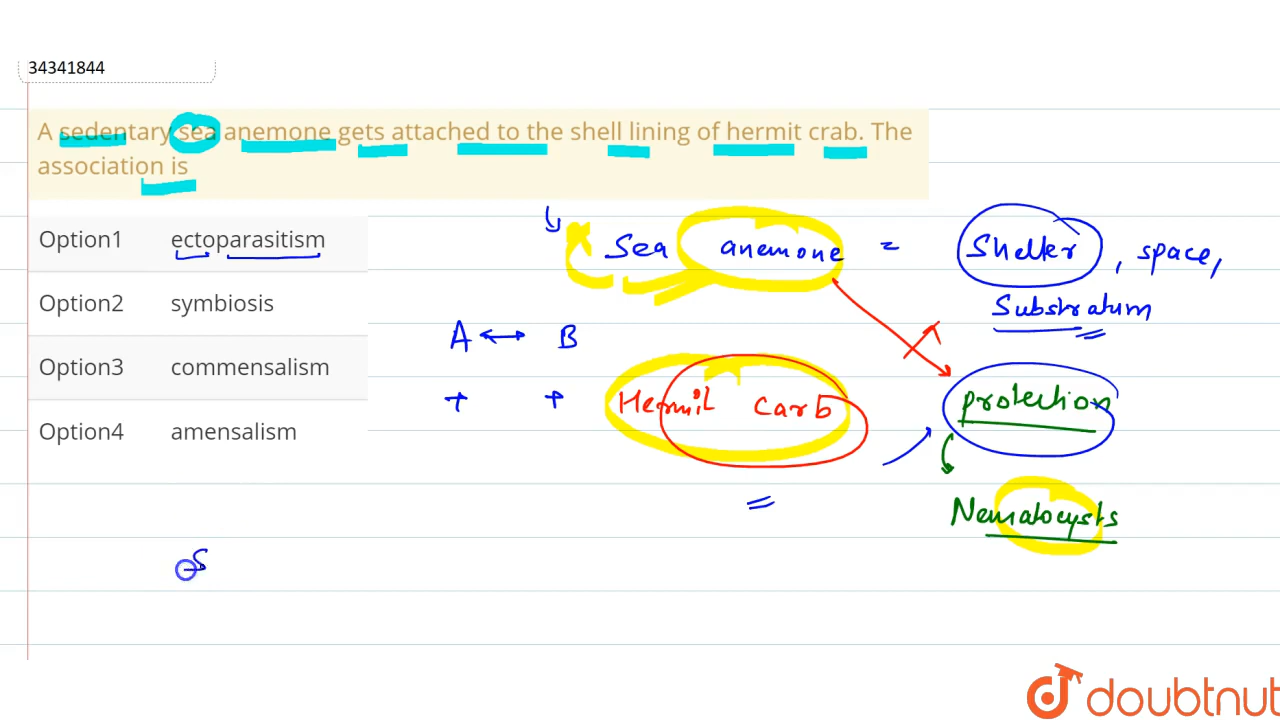 34341844
A sedentary sea anemone gets attached to the shell lining of hermit crab. The
association is
Option1 ectoparasitism
Option2 symbiosis
Option3 commensalism
Option4 amensalism
Sea anemone = Shelter, space,
Substratum
A ↔ B
+ +
Hermit Carb
protection
=
Nematocysts
S
doubtnut